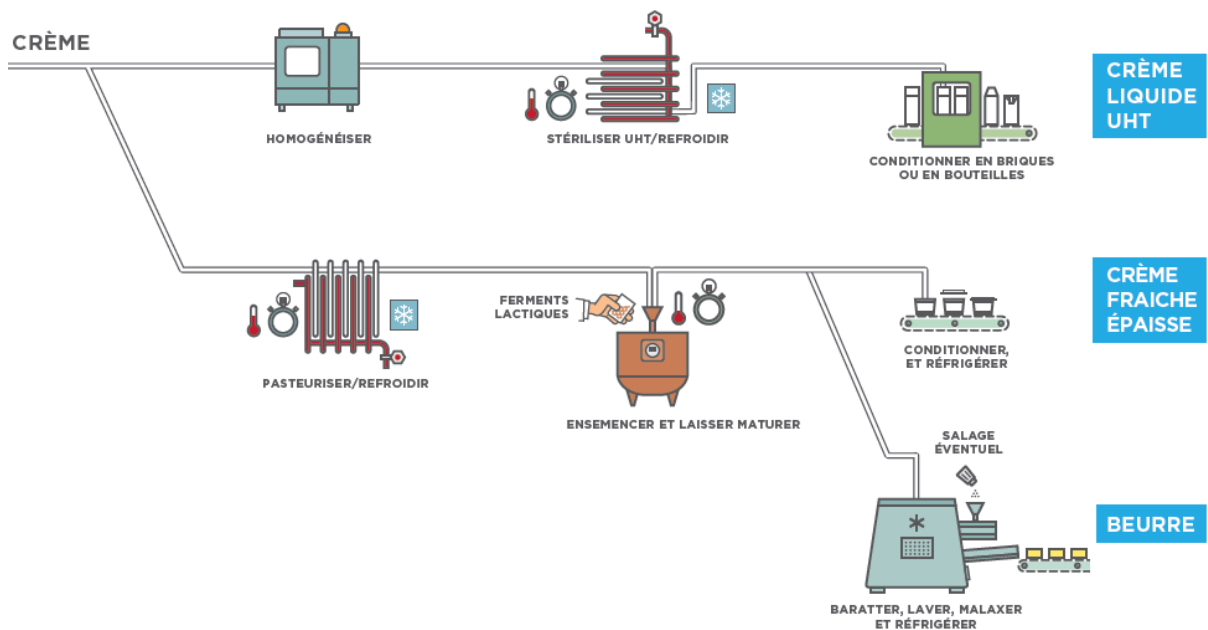 CRÈME
HOMOGÉNÉISER
STÉRILISER UHT/REFROIDIR
CONDITIONNER EN BRIQUES
OU EN BOUTEILLES
CRÈME
LIQUIDE
UHT
PASTEURISER/REFROIDIR
FERMENTS
LACTIQUES
ENSEMENCER ET LAISSER MATURER
CONDITIONNER,
ET RÉFRIGÉRER
CRÈME
FRAICHE
ÉPAISSE
SALAGE
ÉVENTUEL
BARATTER, LAVER, MALAXER
ET RÉFRIGÉRER
BEURRE